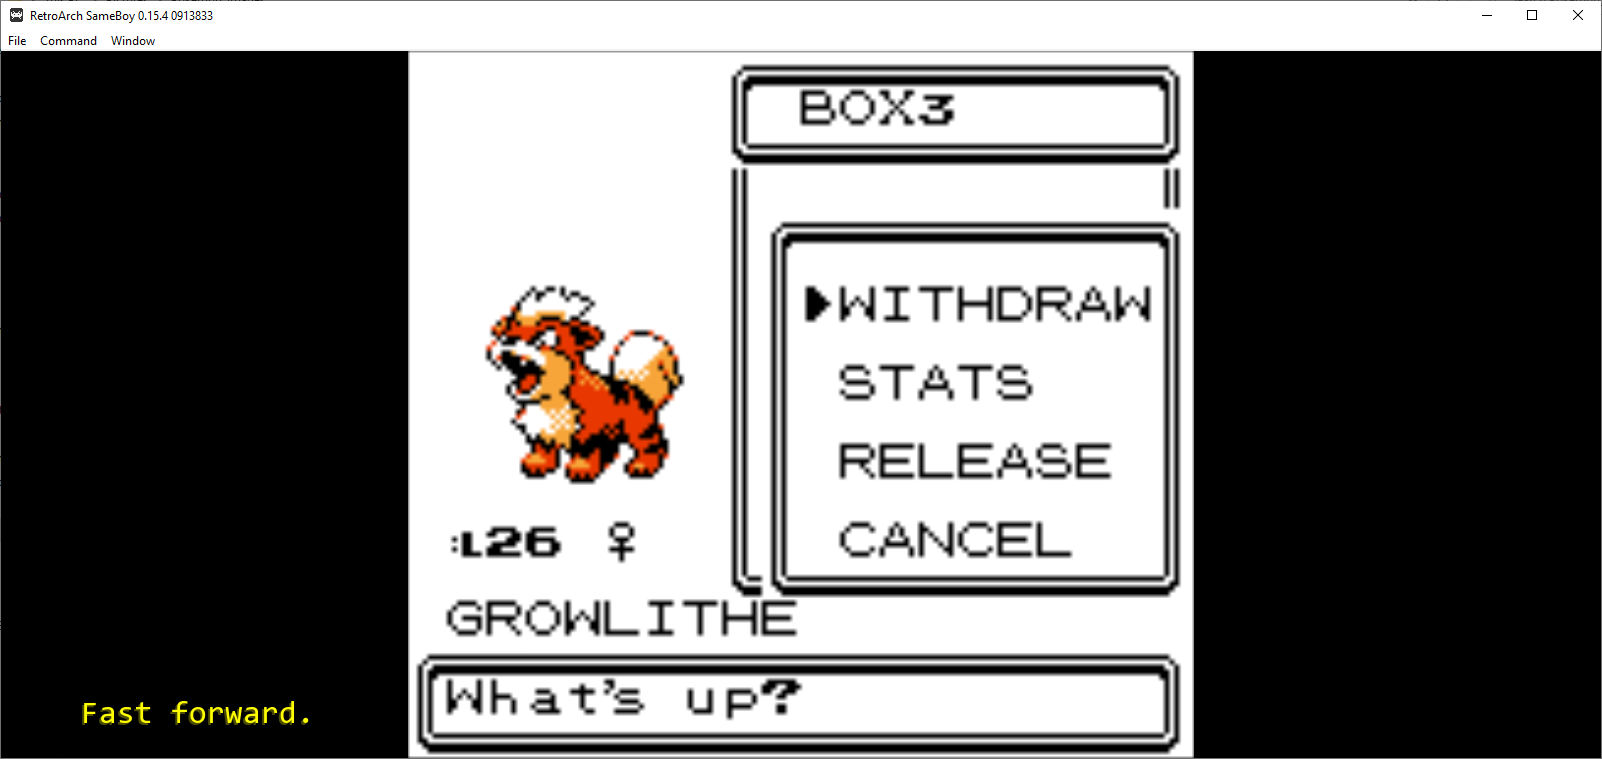 RetroArch SameBoy 0.15.4 0913833
File Command Window
BOX3
WITHDRAW
STATS
RELEASE
CANCEL
:L26 ♀
GROWLITHE
What's up?
Fast forward.